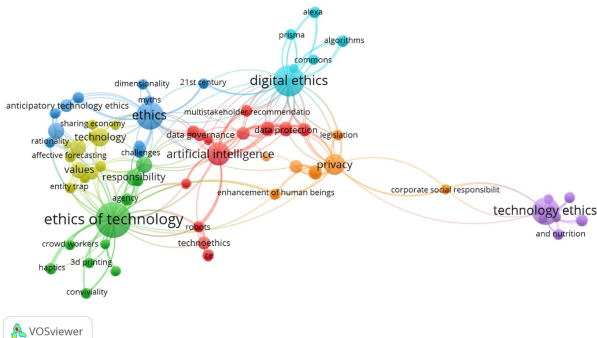 alexa
prisma
algorithms
commons
digital ethics
21st century
dimensionality
myths
anticipatory technology ethics
ethics
multistakeholder recommendatio
sharing economy
technology
data governance
data protection
legislation
rationality
challenges
affective forecasting
artificial intelligence
values
responsibility
privacy
entity trap
agency
enhancement of human beings
corporate social responsibilit
technology ethics
ethics of technology
robots
and nutrition
crowd workers
technoethics
3d printing
ce
haptics
conviviality
VOSviewer